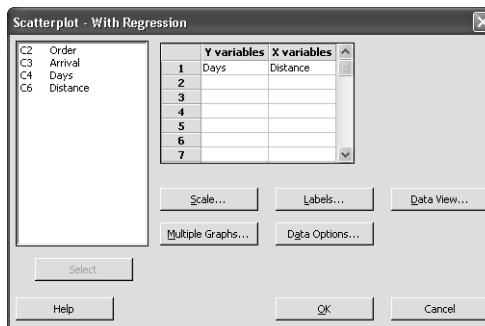 Scatterplot - With Regression
C2 Order
C3 Arrival
C4 Days
C6 Distance
Y variables X variables
1 Days Distance
2
3
4
5
6
7
Scale... Labels... Data View...
Multiple Graphs... Data Options...
Select
Help OK Cancel